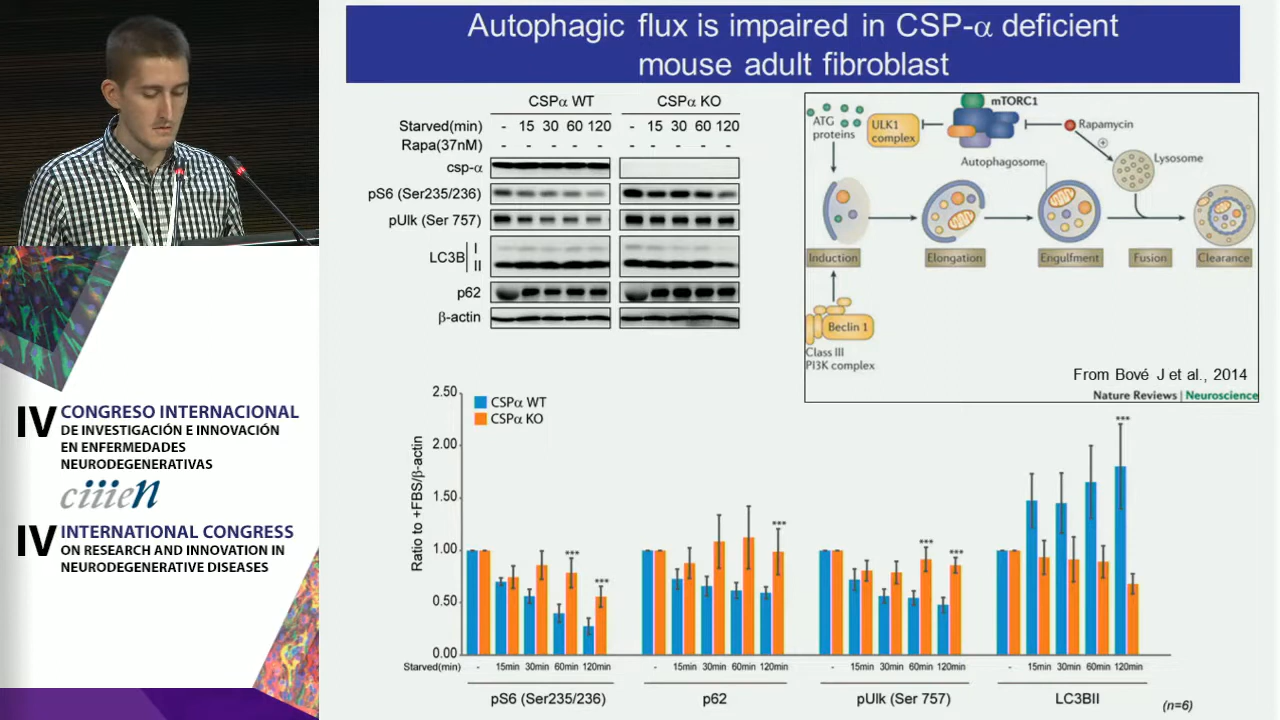 Autophagic flux is impaired in CSP-α deficient
mouse adult fibroblast
CSPα WT CSPα KO
Starved(min) - 15 30 60 120 - 15 30 60 120
Rapa(37nM)
csp-α
pS6 (Ser235/236)
pUlk (Ser 757)
LC3B I
II
p62
β-actin
ATG
proteins
ULK1
complex
mTORC1
Rapamycin
Lysosome
Autophagosome
Induction Elongation Engulfment Fusion Clearance
Beclin 1
Class III
PI3K complex
From Bové J et al., 2014
Nature Reviews | Neuroscience
IV CONGRESO INTERNACIONAL
DE INVESTIGACIÓN E INNOVACIÓN
EN ENFERMEDADES
NEURODEGENERATIVAS
ciiieN
IV INTERNATIONAL CONGRESS
ON RESEARCH AND INNOVATION IN
NEURODEGENERATIVE DISEASES
Ratio to +FBS/β-actin
2.50
2.00
1.50
1.00
0.50
0.00
CSPα WT
CSPα KO
*** *** *** *** *** ***
Starved(min) - 15min 30min 60min 120min - 15min 30min 60min 120min - 15min 30min 60min 120min - 15min 30min 60min 120min
pS6 (Ser235/236) p62 pUlk (Ser 757) LC3BII
(n=6)